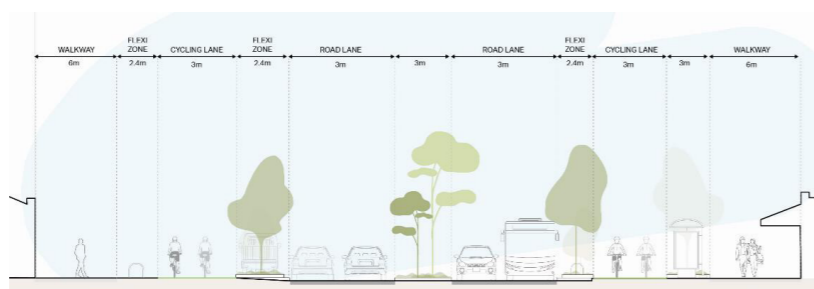 WALKWAY
6m
FLEXI
ZONE
2.4m
CYCLING LANE
3m
FLEXI
ZONE
2.4m
ROAD LANE
3m
3m
ROAD LANE
3m
FLEXI
ZONE
2.4m
CYCLING LANE
3m
3m
WALKWAY
6m